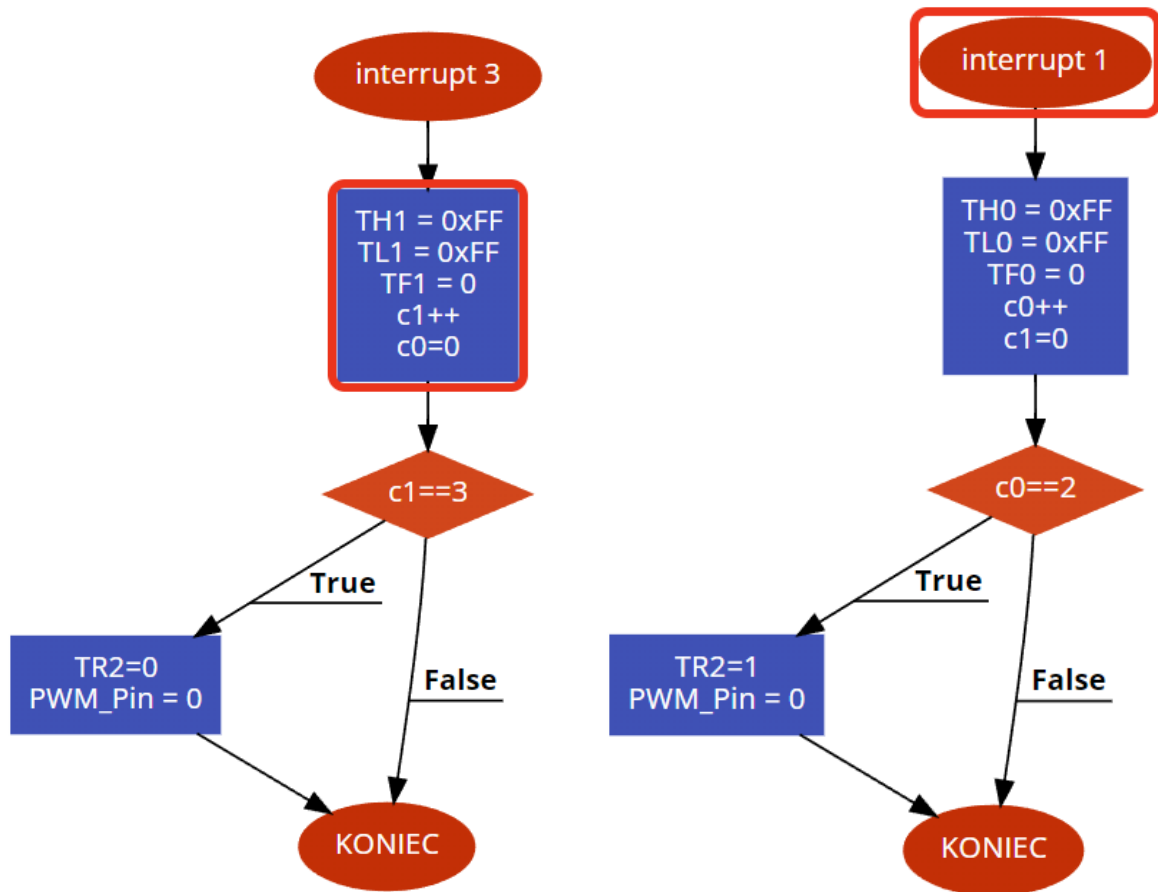 interrupt 3
TH1 = 0xFF
TL1 = 0xFF
TF1 = 0
c1++
c0=0
c1==3
True
False
TR2=0
PWM_Pin = 0
KONIEC
interrupt 1
TH0 = 0xFF
TL0 = 0xFF
TF0 = 0
c0++
c1=0
c0==2
True
False
TR2=1
PWM_Pin = 0
KONIEC